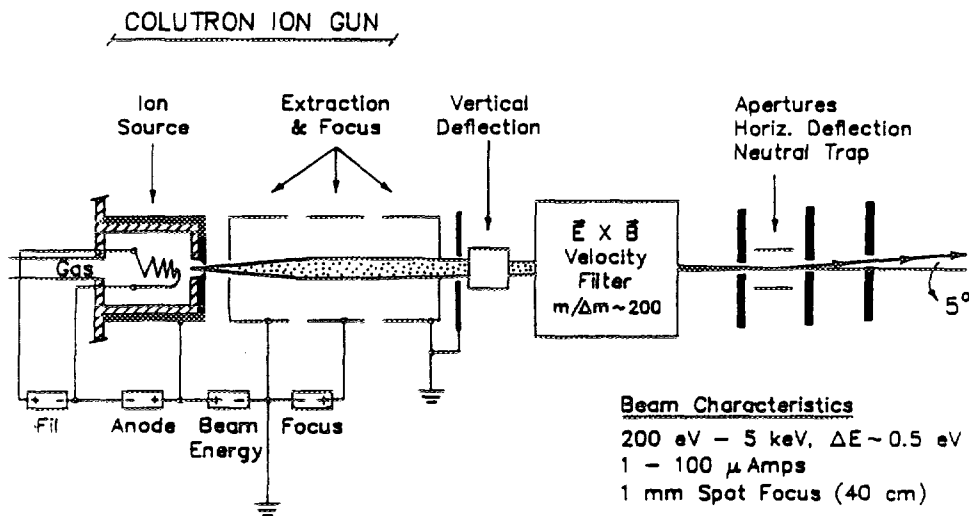 COLUTRON ION GUN
Ion
Source
Extraction
& Focus
Vertical
Deflection
Apertures
Horiz. Deflection
Neutral Trap
Gas
E⃗ X B⃗
Velocity
Filter
m/Δm~200
5°
+ -
+ -
+ -
+ -
Fil
Anode
Beam
Energy
Focus
Beam Characteristics
200 eV - 5 keV, ΔE~0.5 eV
1 - 100 μAmps
1 mm Spot Focus (40 cm)